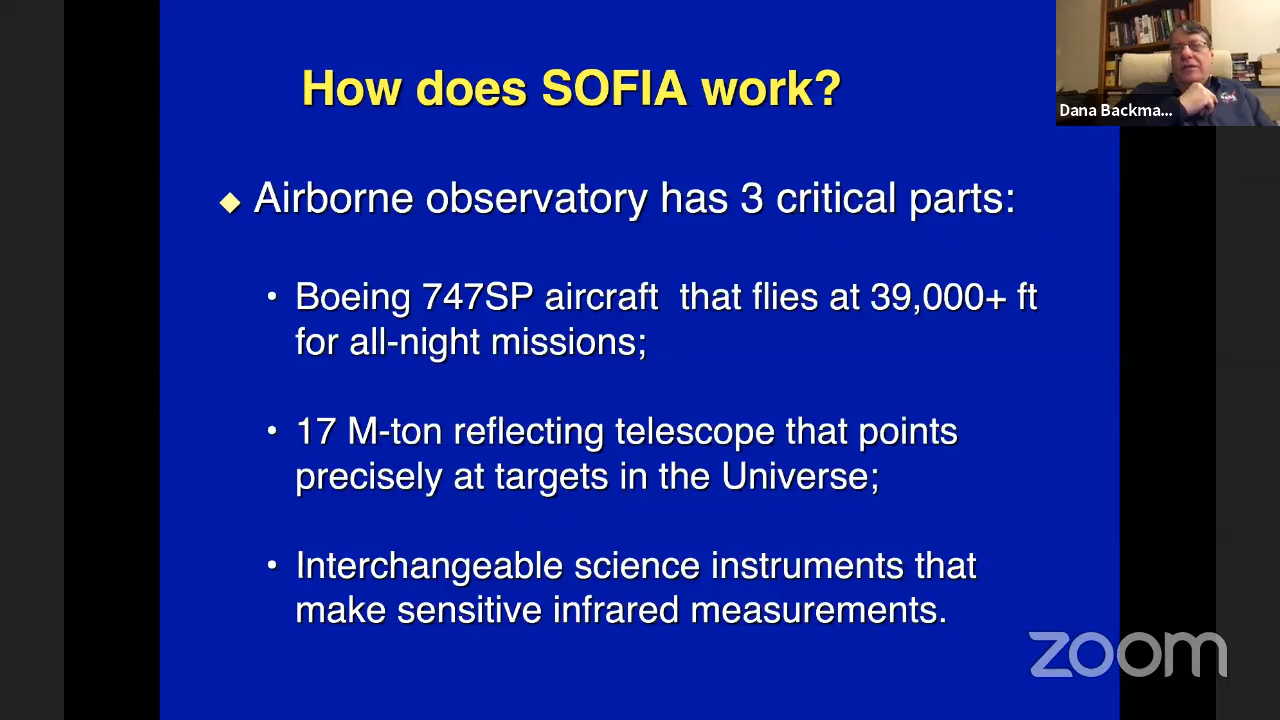 How does SOFIA work?
Dana Backma...
◆ Airborne observatory has 3 critical parts:
• Boeing 747SP aircraft that flies at 39,000+ ft
for all-night missions;
• 17 M-ton reflecting telescope that points
precisely at targets in the Universe;
• Interchangeable science instruments that
make sensitive infrared measurements.
zoom